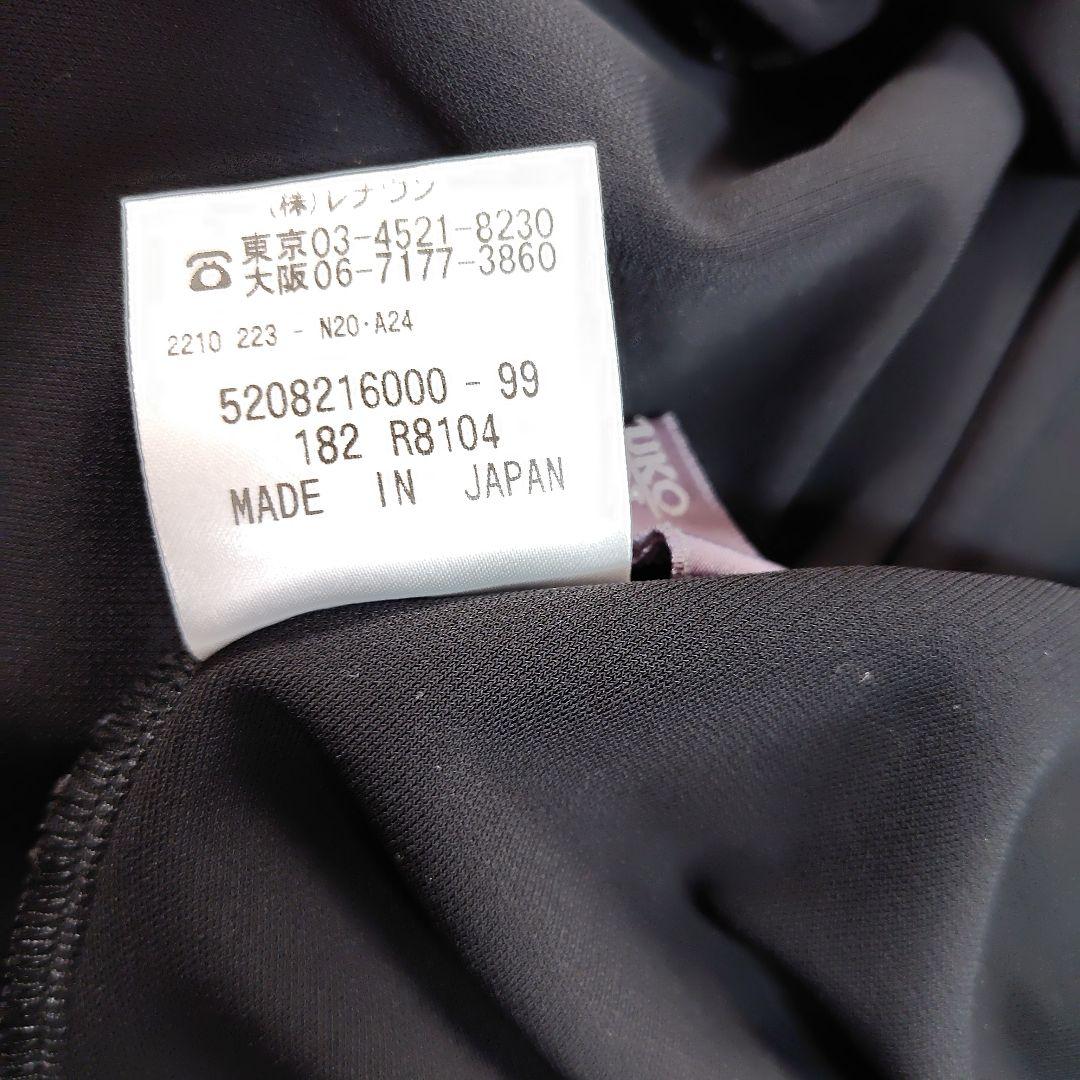 (株)レナウン
☎東京03-4521-8230
大阪06-7177-3860
2210 223 - N20·A24
5208216000 - 99
182 R8104
MADE IN JAPAN